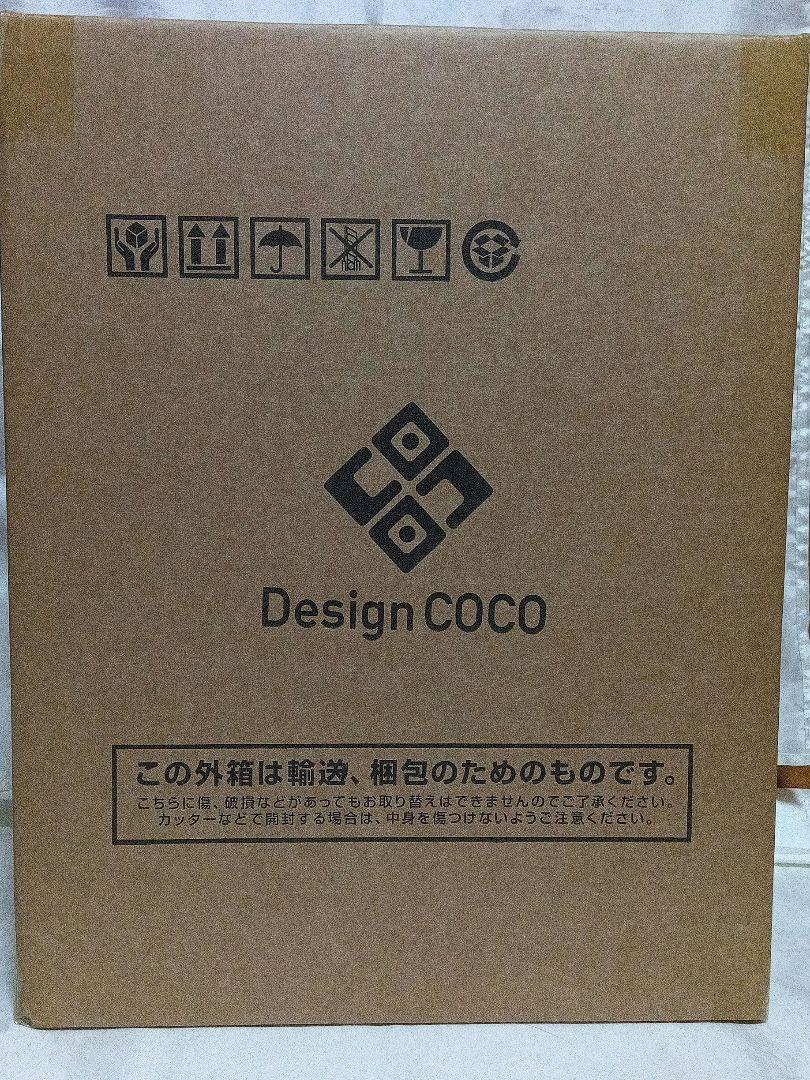 Design COCO
この外箱は輸送、梱包のためのものです。
こちらに傷、破損などがあってもお取り替えはできませんのでご了承ください。
カッターなどで開封する場合は、中身を傷つけないようご注意ください。